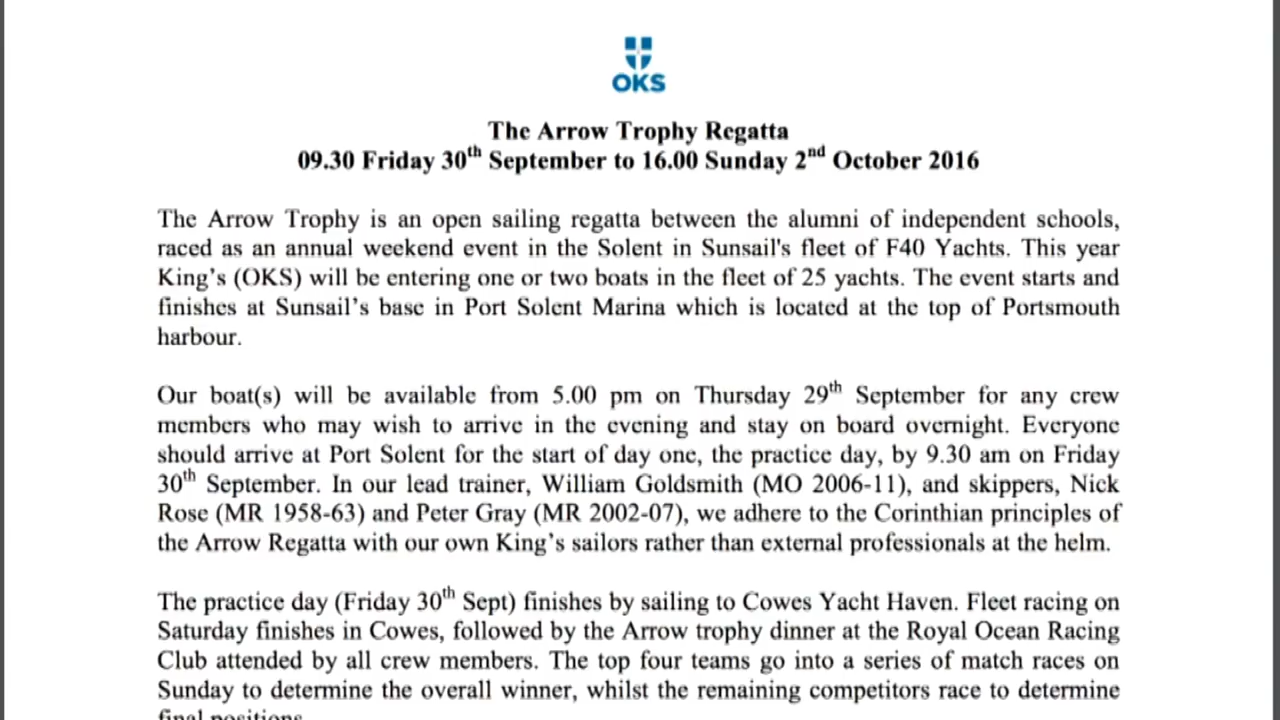 OKS
The Arrow Trophy Regatta
09.30 Friday 30th September to 16.00 Sunday 2nd October 2016
The Arrow Trophy is an open sailing regatta between the alumni of independent schools,
raced as an annual weekend event in the Solent in Sunsail's fleet of F40 Yachts. This year
King's (OKS) will be entering one or two boats in the fleet of 25 yachts. The event starts and
finishes at Sunsail's base in Port Solent Marina which is located at the top of Portsmouth
harbour.
Our boat(s) will be available from 5.00 pm on Thursday 29th September for any crew
members who may wish to arrive in the evening and stay on board overnight. Everyone
should arrive at Port Solent for the start of day one, the practice day, by 9.30 am on Friday
30th September. In our lead trainer, William Goldsmith (MO 2006-11), and skippers, Nick
Rose (MR 1958-63) and Peter Gray (MR 2002-07), we adhere to the Corinthian principles of
the Arrow Regatta with our own King's sailors rather than external professionals at the helm.
The practice day (Friday 30th Sept) finishes by sailing to Cowes Yacht Haven. Fleet racing on
Saturday finishes in Cowes, followed by the Arrow trophy dinner at the Royal Ocean Racing
Club attended by all crew members. The top four teams go into a series of match races on
Sunday to determine the overall winner, whilst the remaining competitors race to determine
final positions.